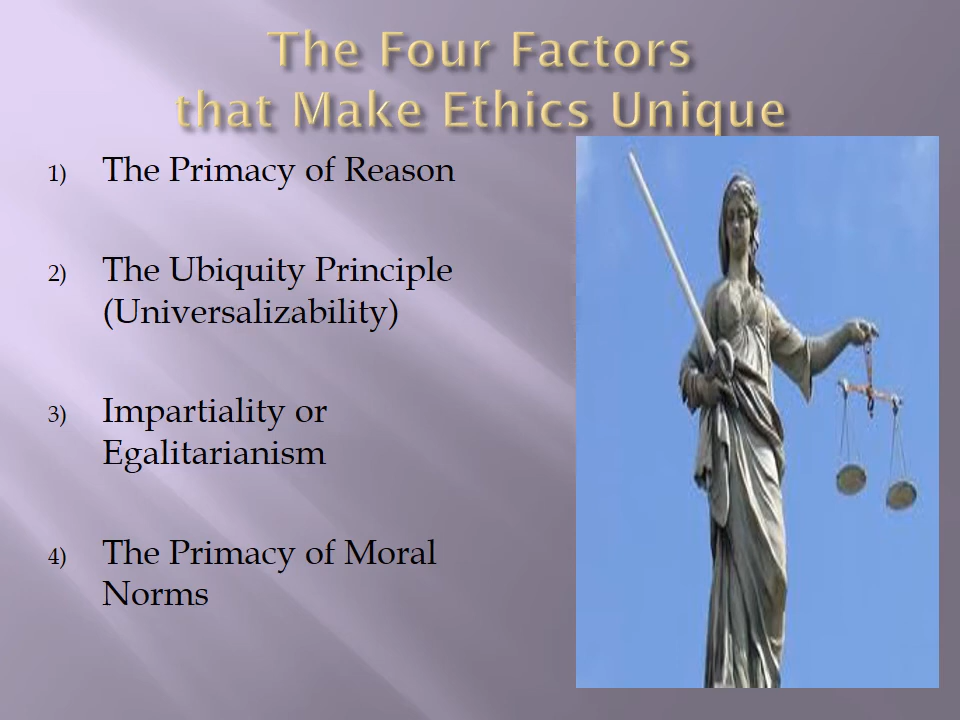 The Four Factors
that Make Ethics Unique
1) The Primacy of Reason
2) The Ubiquity Principle
(Universalizability)
3) Impartiality or
Egalitarianism
4) The Primacy of Moral
Norms